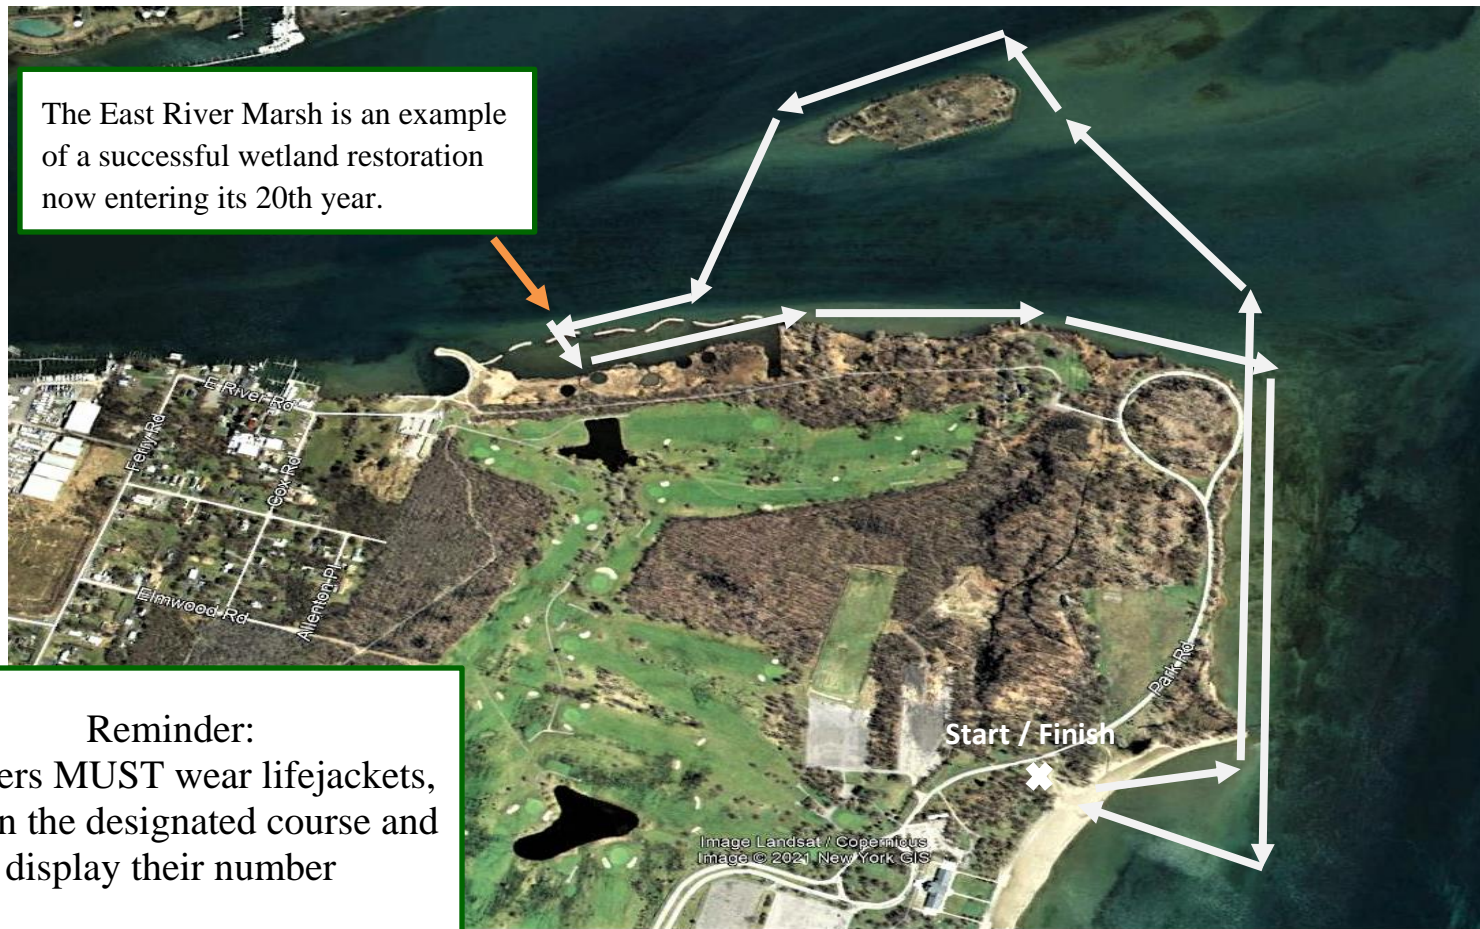 The East River Marsh is an example
of a successful wetland restoration
now entering its 20th year.
E River Rd
Ferry Rd
Cox Rd
Allenton Pl
Elmwood Rd
Park Rd
Start / Finish
Reminder:
ers MUST wear lifejackets,
n the designated course and
display their number
Image Landsat / Copernicus
Image © 2021 New York GIS